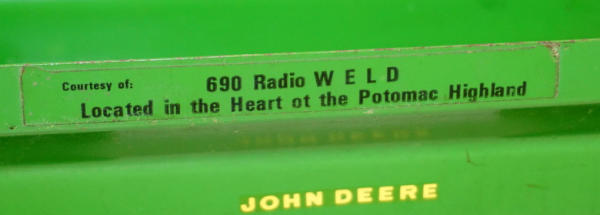 Courtesy of: 690 Radio W E L D
Located in the Heart ot the Potomac Highland
JOHN DEERE